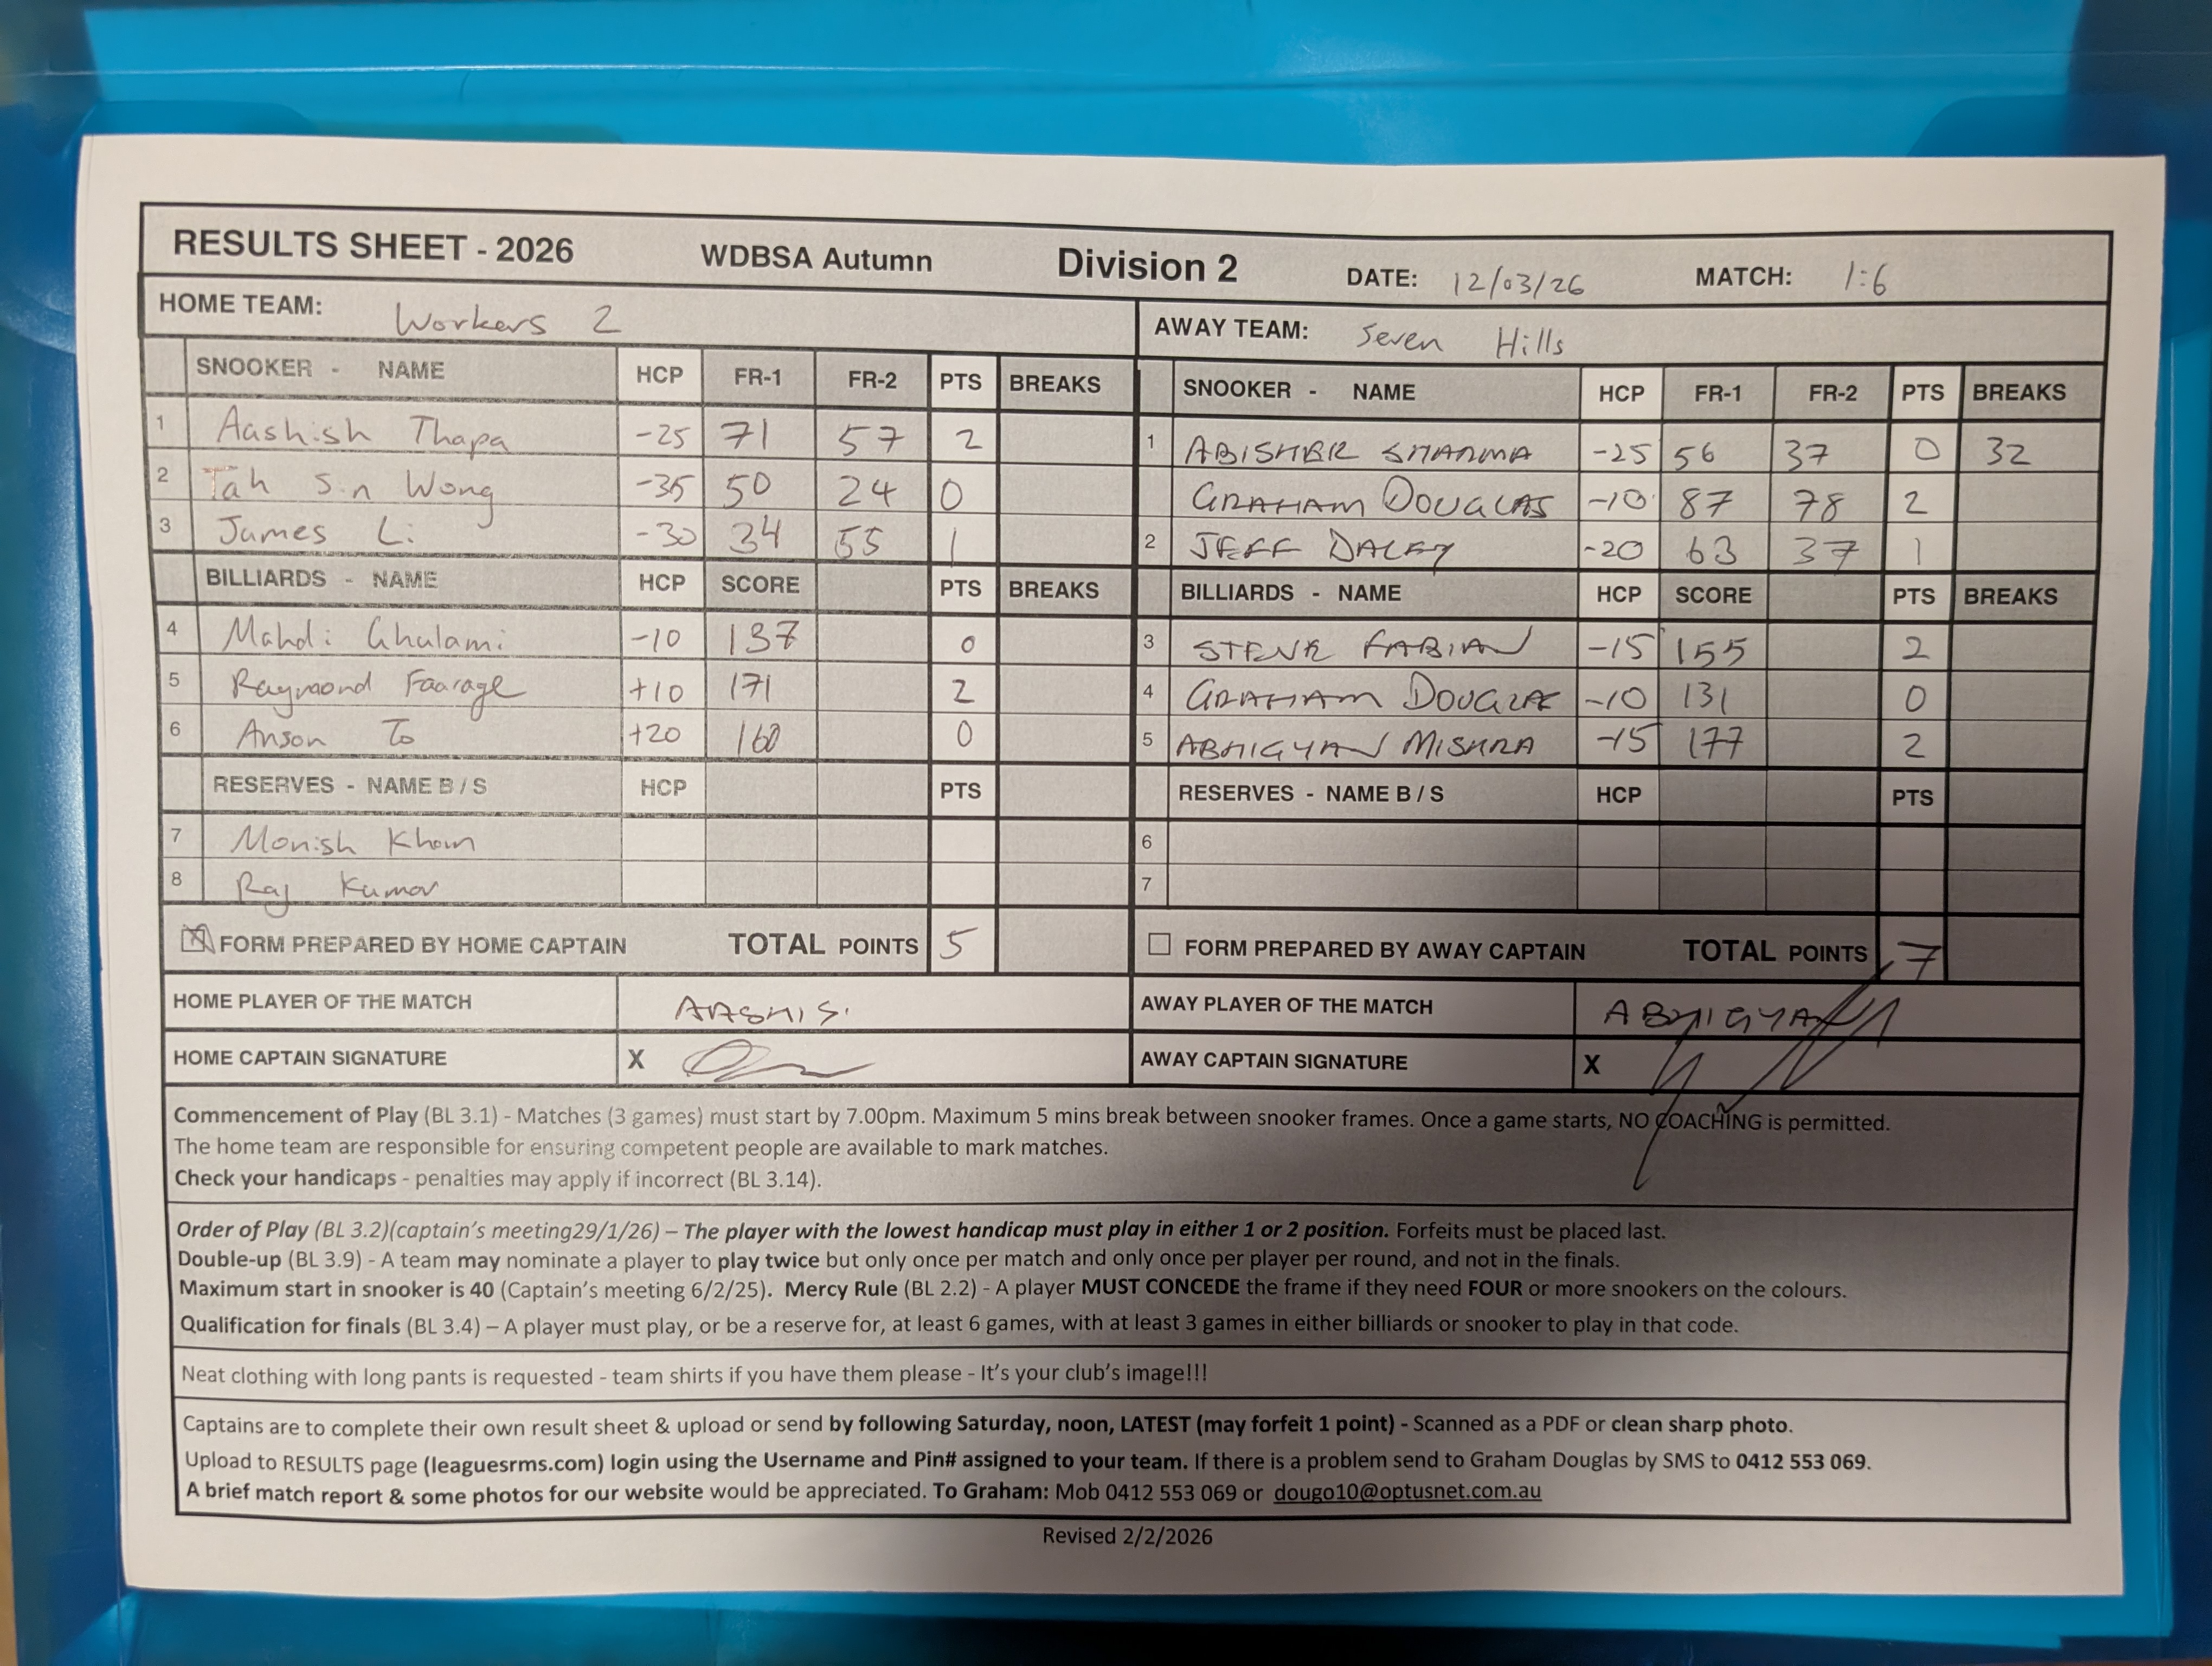 RESULTS SHEET - 2026 WDBSA Autumn Division 2 DATE: 12/03/26 MATCH: 1:6
HOME TEAM: Workers 2 AWAY TEAM: Seven Hills
SNOOKER - NAME HCP FR-1 FR-2 PTS BREAKS SNOOKER - NAME HCP FR-1 FR-2 PTS BREAKS
1 Aashish Thapa -25 71 57 2 1 ABISHER SHARMA -25 56 37 0 32
2 Tah Sin Wong -35 50 24 0 GRAHAM DOUGLAS -10 87 78 2
3 James Li -30 34 55 1 2 JEFF DALEY -20 63 37 1
BILLIARDS - NAME HCP SCORE PTS BREAKS BILLIARDS - NAME HCP SCORE PTS BREAKS
4 Mahdi Ghulami -10 137 0 3 STEVE FABIAN -15 155 2
5 Raymond Faarage +10 171 2 4 GRAHAM -10 131 0
6 Anson To +20 160 0 5 ABHIGYAN MISHRA -15 177 2
RESERVES - NAME B / S HCP PTS RESERVES - NAME B / S HCP PTS
7 Monish Kham 6
8 Raj Kumar 7
FORM PREPARED BY HOME CAPTAIN TOTAL POINTS 5 FORM PREPARED BY AWAY CAPTAIN TOTAL POINTS 7
HOME PLAYER OF THE MATCH AASHIS. AWAY PLAYER OF THE MATCH ABHIGYAN
HOME CAPTAIN SIGNATURE X AWAY CAPTAIN SIGNATURE X
Commencement of Play (BL 3.1) - Matches (3 games) must start by 7.00pm. Maximum 5 mins break between snooker frames. Once a game starts, NO COACHING is permitted.
The home team are responsible for ensuring competent people are available to mark matches.
Check your handicaps - penalties may apply if incorrect (BL 3.14).
Order of Play (BL 3.2)(captain's meeting29/1/26) – The player with the lowest handicap must play in either 1 or 2 position. Forfeits must be placed last.
Double-up (BL 3.9) - A team may nominate a player to play twice but only once per match and only once per player per round, and not in the finals.
Maximum start in snooker is 40 (Captain's meeting 6/2/25). Mercy Rule (BL 2.2) - A player MUST CONCEDE the frame if they need FOUR or more snookers on the colours.
Qualification for finals (BL 3.4) – A player must play, or be a reserve for, at least 6 games, with at least 3 games in either billiards or snooker to play in that code.
Neat clothing with long pants is requested - team shirts if you have them please - It's your club's image!!!
Captains are to complete their own result sheet & upload or send by following Saturday, noon, LATEST (may forfeit 1 point) - Scanned as a PDF or clean sharp photo.
Upload to RESULTS page (leaguesrms.com) login using the Username and Pin# assigned to your team. If there is a problem send to Graham Douglas by SMS to 0412 553 069.
A brief match report & some photos for our website would be appreciated. To Graham: Mob 0412 553 069 or dougo10@optusnet.com.au
Revised 2/2/2026